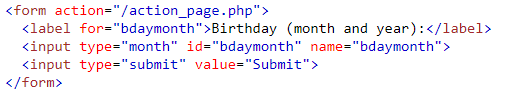 <form action="/action_page.php">
  <label for="bdaymonth">Birthday (month and year):</label>
  <input type="month" id="bdaymonth" name="bdaymonth">
  <input type="submit" value="Submit">
</form>